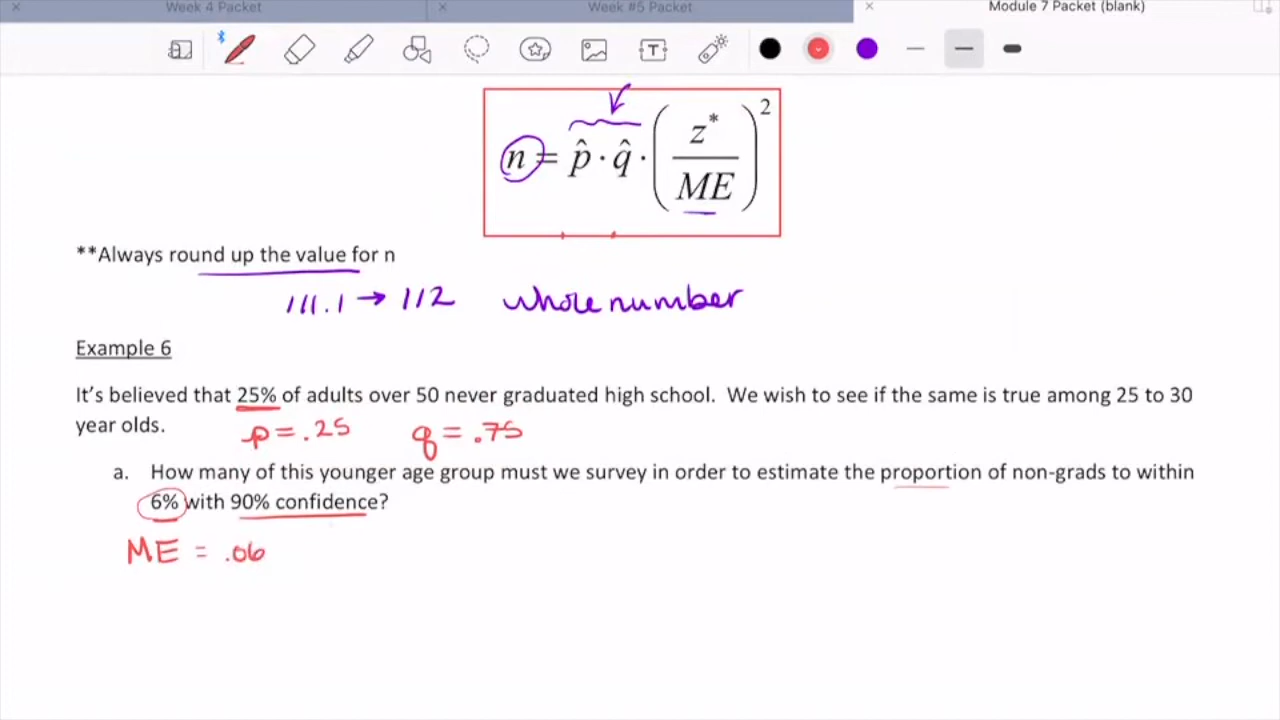 Week 4 Packet
Week #5 Packet
Module 7 Packet (blank)
n = p̂ · q̂ · (z* / ME)²
**Always round up the value for n
111.1 → 112 whole number
Example 6
It's believed that 25% of adults over 50 never graduated high school. We wish to see if the same is true among 25 to 30
year olds.
p = .25 q = .75
a. How many of this younger age group must we survey in order to estimate the proportion of non-grads to within
6% with 90% confidence?
ME = .06